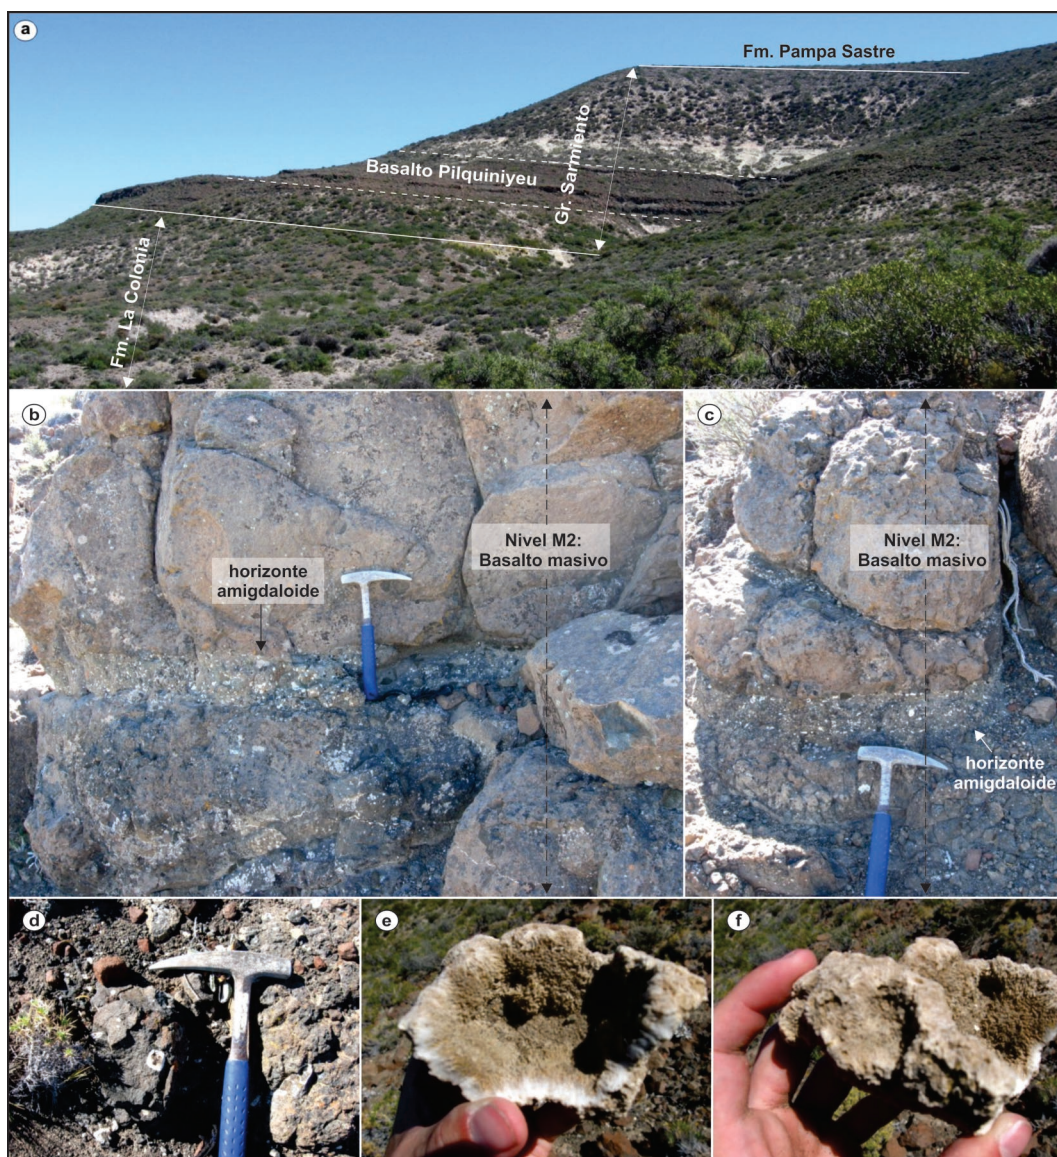 a
Fm. Pampa Sastre
Basalto Pilquiniyeu
Gr. Sarmiento
Fm. La Colonia
b
Nivel M2:
Basalto masivo
horizonte
amigdaloide
c
Nivel M2:
Basalto masivo
horizonte
amigdaloide
d
e
f